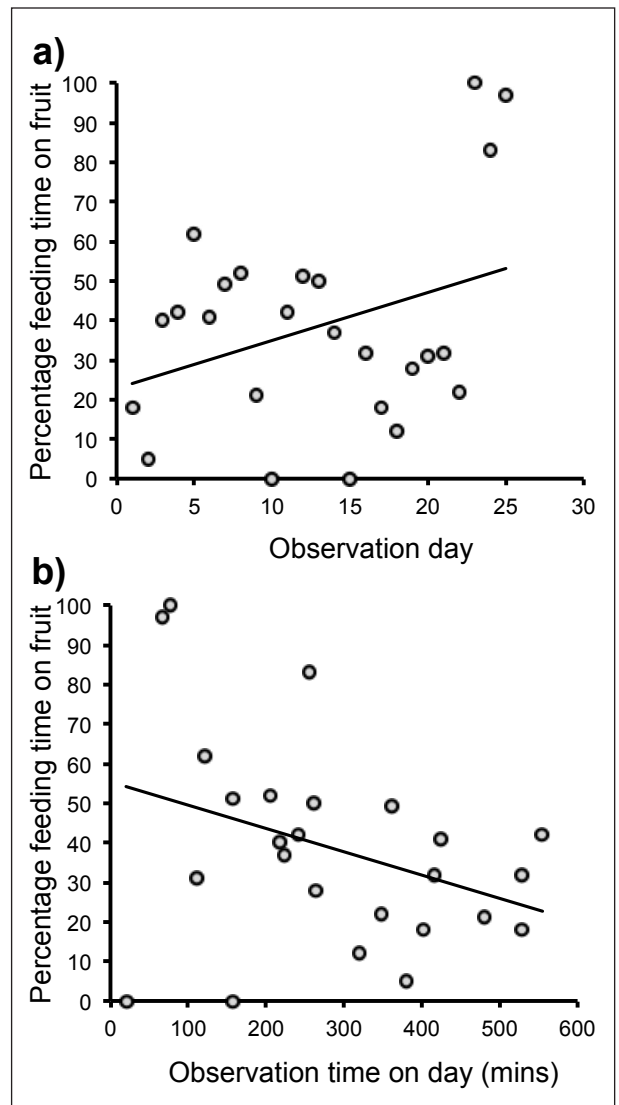 a)
Percentage feeding time on fruit
100
90
80
70
60
50
40
30
20
10
0
0 5 10 15 20 25 30
Observation day
b)
Percentage feeding time on fruit
100
90
80
70
60
50
40
30
20
10
0
0 100 200 300 400 500 600
Observation time on day (mins)